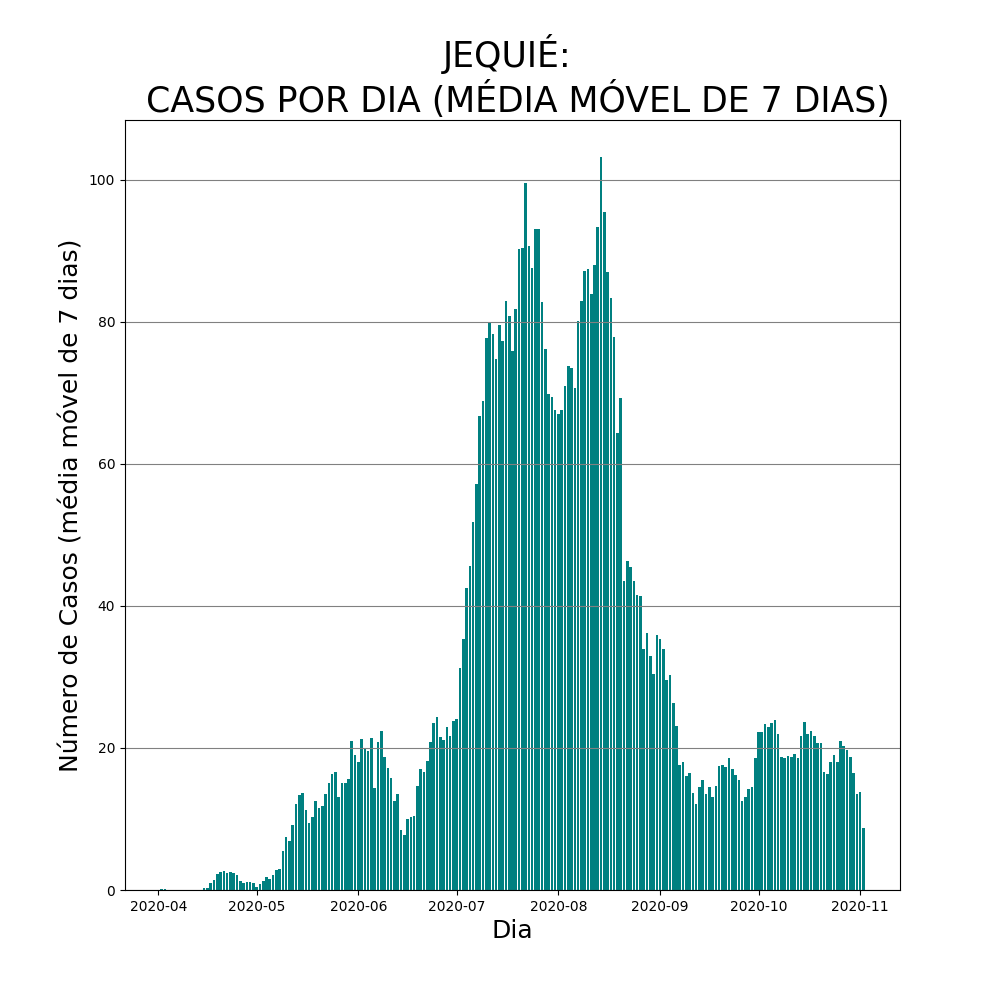 JEQUIÉ:
CASOS POR DIA (MÉDIA MÓVEL DE 7 DIAS)
Número de Casos (média móvel de 7 dias)
100
80
60
40
20
0
2020-04 2020-05 2020-06 2020-07 2020-08 2020-09 2020-10 2020-11
Dia